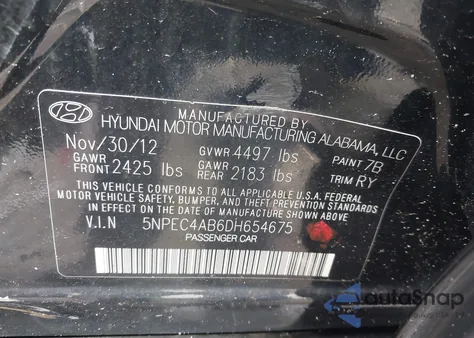 MANUFACTURED BY
HYUNDAI MOTOR MANUFACTURING ALABAMA, LLC
Nov/30/12 GVWR 4497 lbs PAINT 7B
GAWR FRONT 2425 lbs GAWR REAR 2183 lbs TRIM RY
THIS VEHICLE CONFORMS TO ALL APPLICABLE U.S.A. FEDERAL
MOTOR VEHICLE SAFETY, BUMPER, AND THEFT PREVENTION STANDARDS
IN EFFECT ON THE DATE OF MANUFACTURE SHOWN ABOVE.
V.I.N 5NPEC4AB6DH654675
PASSENGER CAR
autoSnap